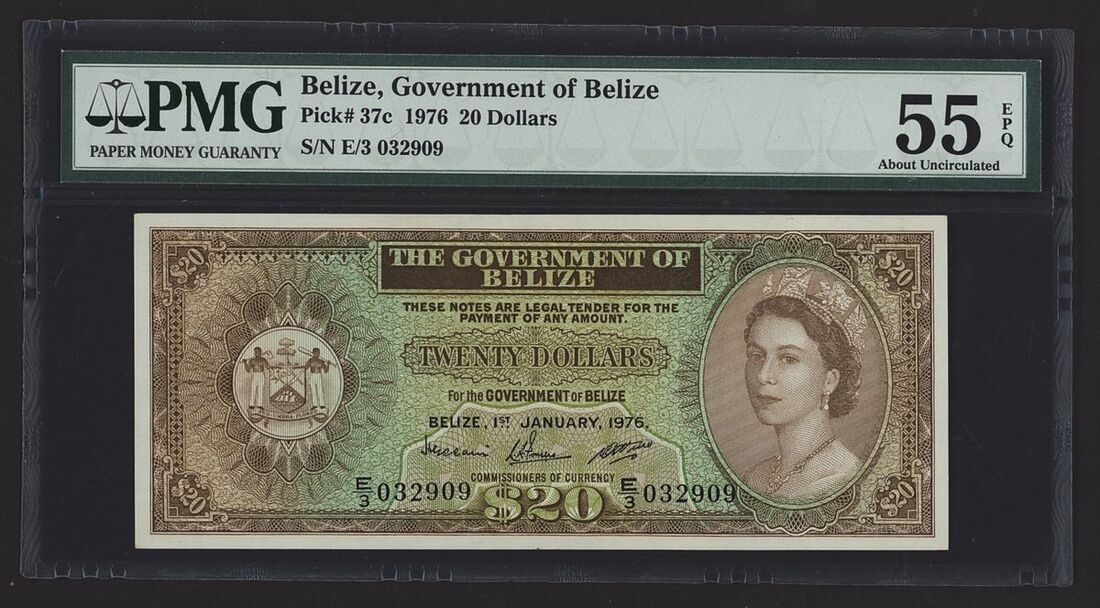 PMG
PAPER MONEY GUARANTY
Belize, Government of Belize
Pick# 37c 1976 20 Dollars
S/N E/3 032909
55
EPQ
About Uncirculated
$20
$20
THE GOVERNMENT OF
BELIZE
THESE NOTES ARE LEGAL TENDER FOR THE
PAYMENT OF ANY AMOUNT.
TWENTY DOLLARS
For the GOVERNMENT OF BELIZE
BELIZE, 1ST JANUARY, 1976.
COMMISSIONERS OF CURRENCY
E/3 032909
E/3 032909
$20
$20
$20